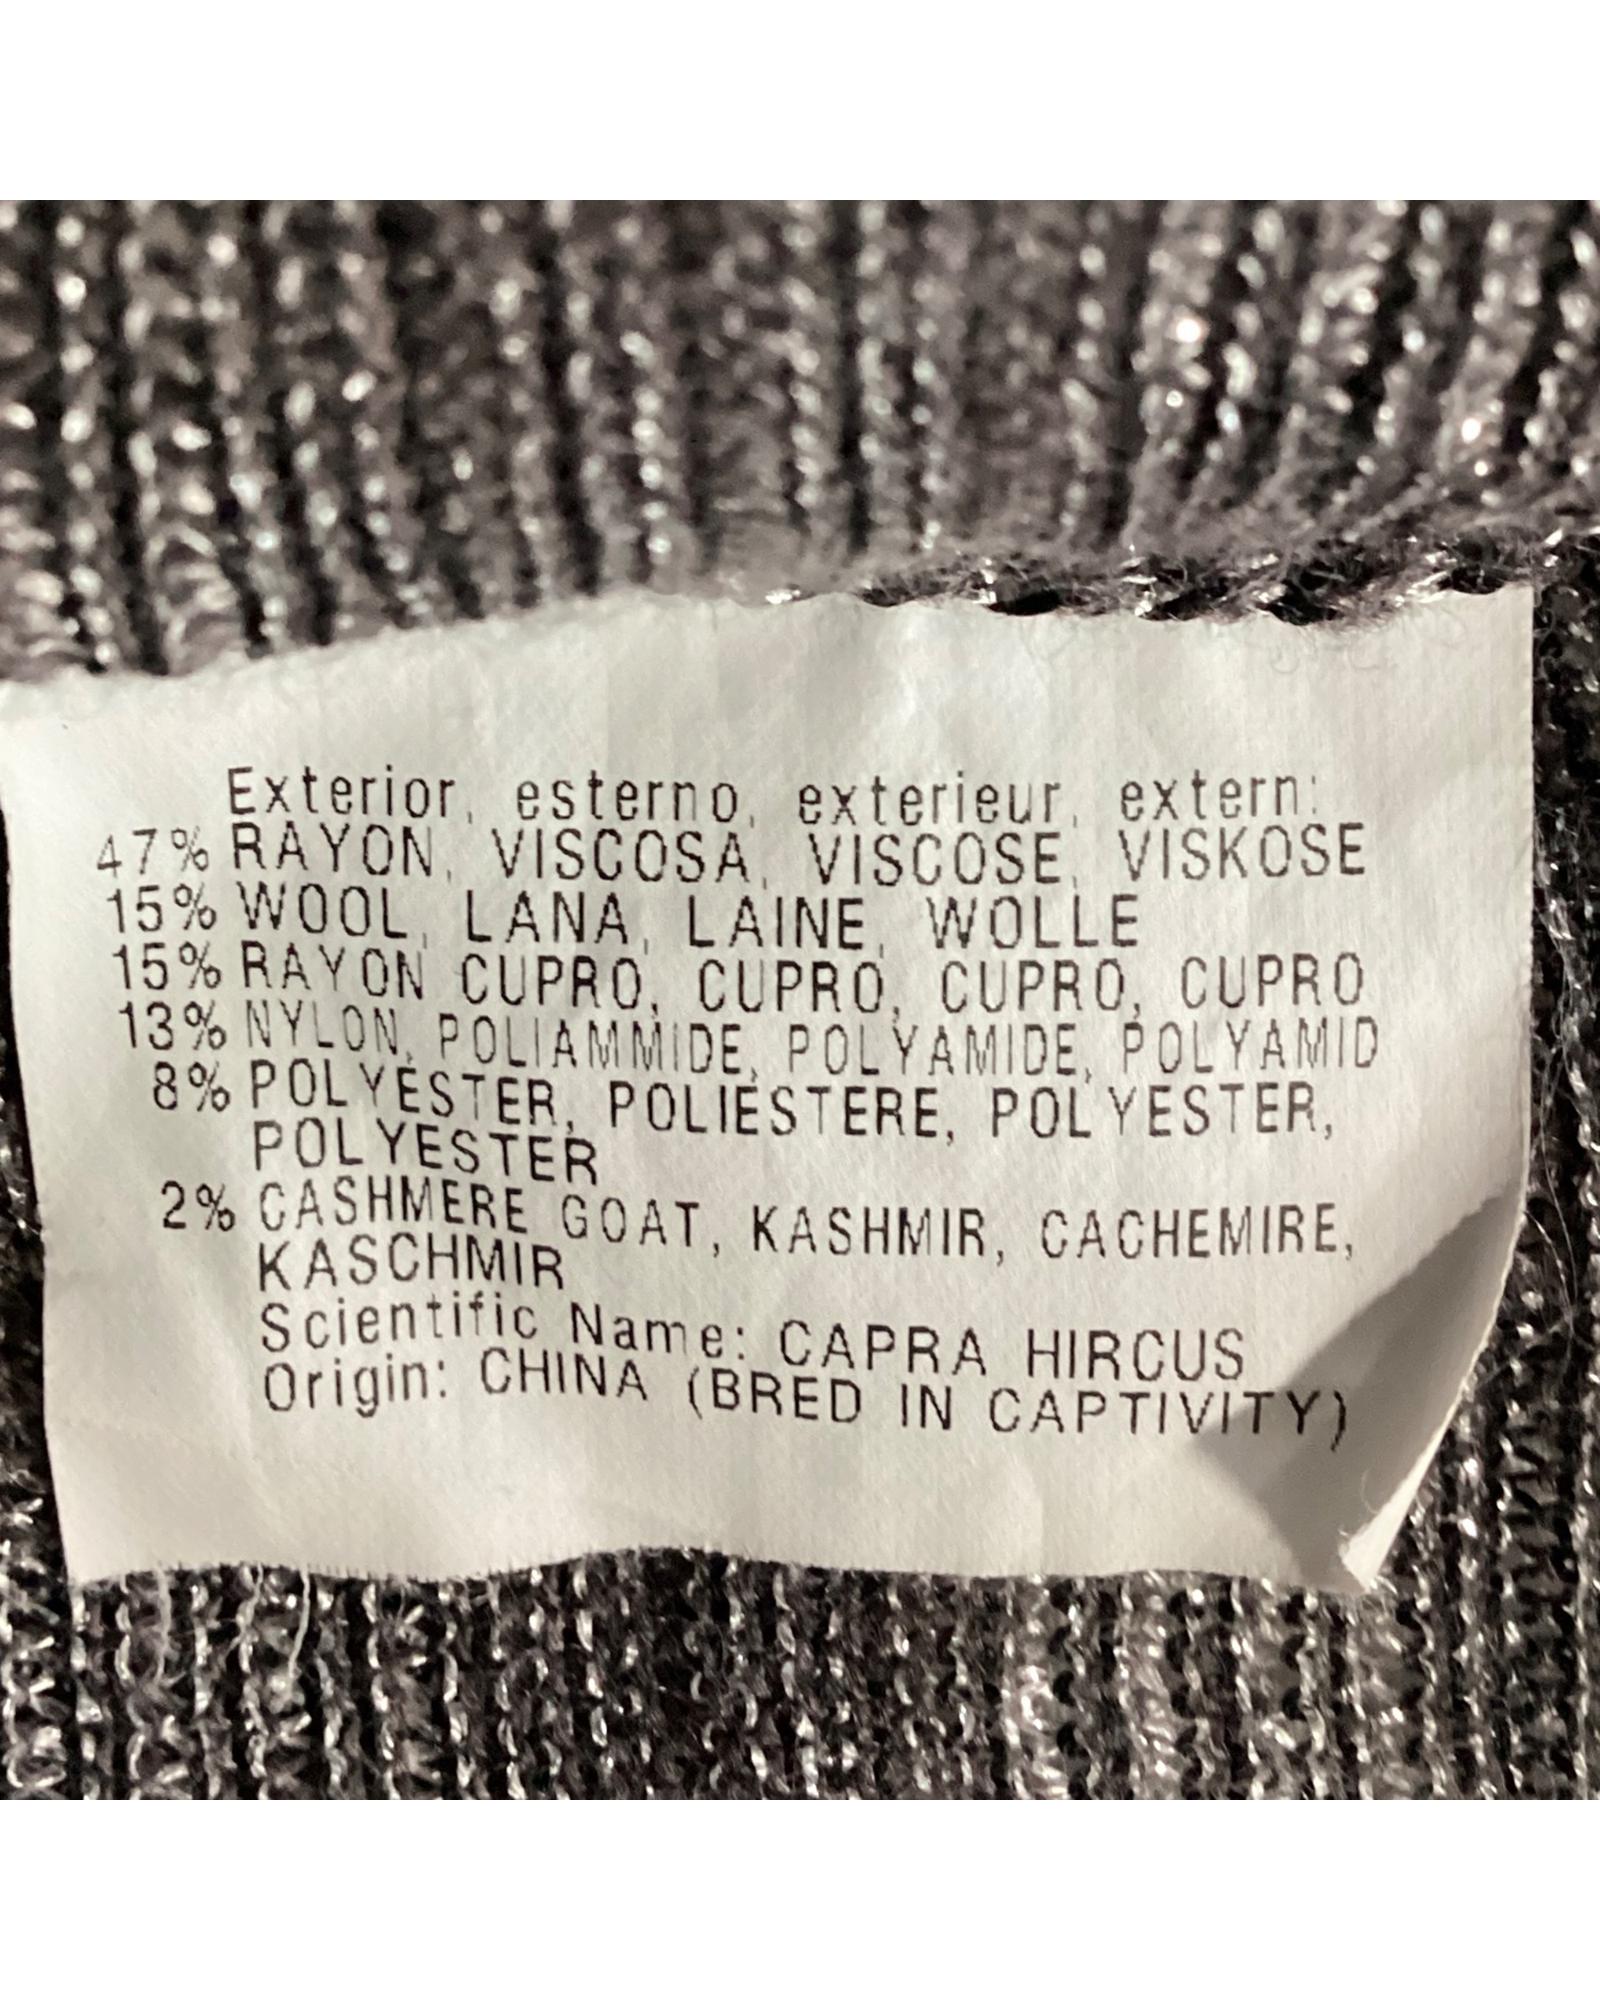 Exterior, esterno, exterieur, extern:
47% RAYON, VISCOSA, VISCOSE, VISKOSE
15% WOOL, LANA, LAINE, WOLLE
15% RAYON CUPRO, CUPRO, CUPRO, CUPRO
13% NYLON, POLIAMMIDE, POLYAMIDE, POLYAMID
8% POLYESTER, POLIESTERE, POLYESTER,
POLYESTER
2% CASHMERE GOAT, KASHMIR, CACHEMIRE,
KASCHMIR
Scientific Name: CAPRA HIRCUS
Origin: CHINA (BRED IN CAPTIVITY)